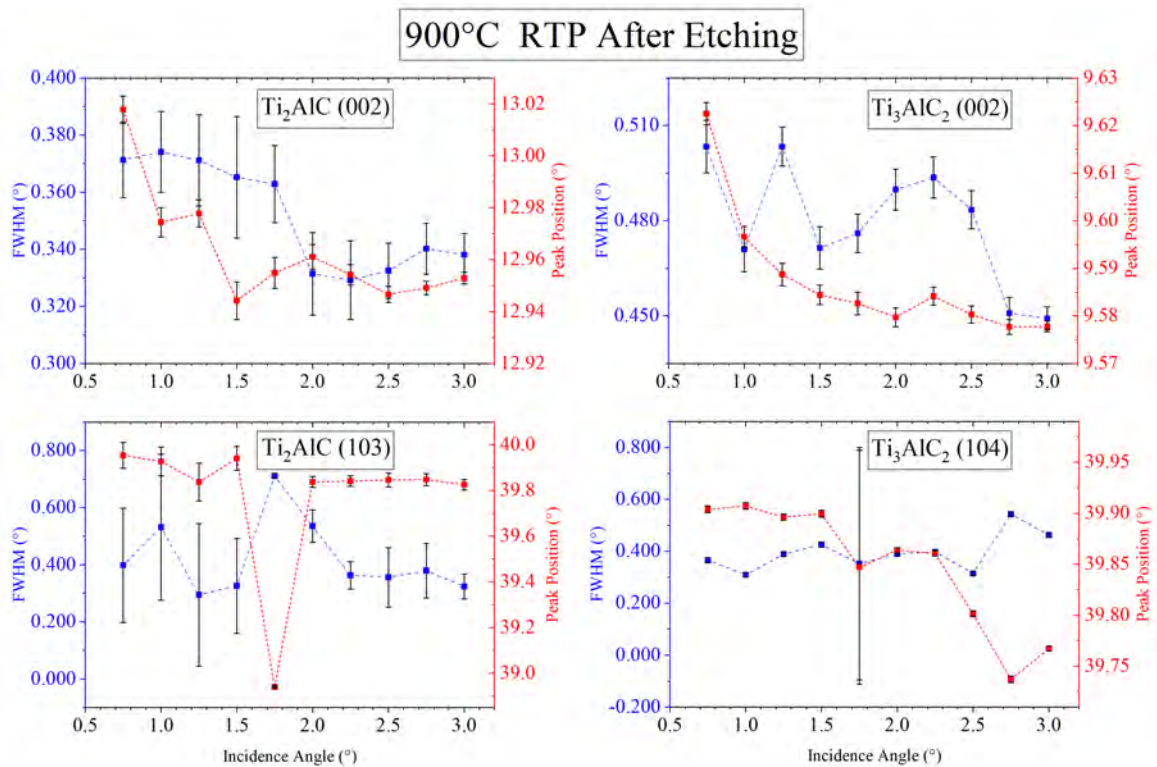 900°C RTP After Etching
Ti₂AlC (002)
0.400
0.380
0.360
0.340
0.320
0.300
FWHM (°)
13.02
13.00
12.98
12.96
12.94
12.92
Peak Position (°)
0.5 1.0 1.5 2.0 2.5 3.0
Ti₃AlC₂ (002)
0.510
0.480
0.450
FWHM (°)
9.63
9.62
9.61
9.60
9.59
9.58
9.57
Peak Position (°)
0.5 1.0 1.5 2.0 2.5 3.0
Ti₂AlC (103)
0.800
0.600
0.400
0.200
0.000
FWHM (°)
40.0
39.8
39.6
39.4
39.2
39.0
Peak Position (°)
0.5 1.0 1.5 2.0 2.5 3.0
Incidence Angle (°)
Ti₃AlC₂ (104)
0.800
0.600
0.400
0.200
0.000
-0.200
FWHM (°)
39.95
39.90
39.85
39.80
39.75
Peak Position (°)
0.5 1.0 1.5 2.0 2.5 3.0
Incidence Angle (°)